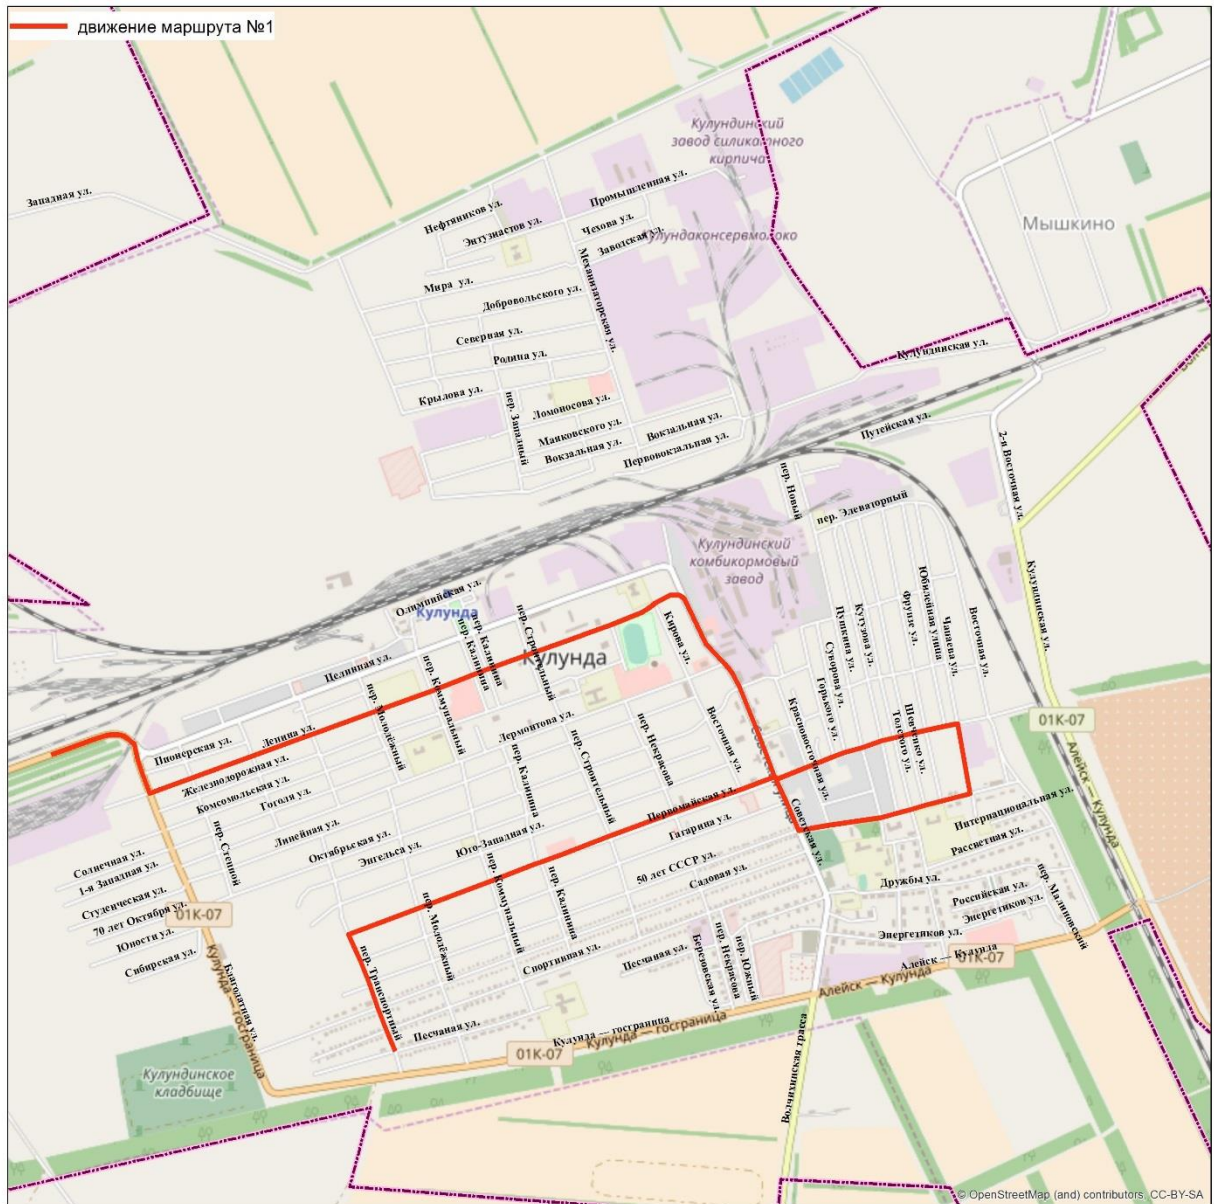 движение маршрута №1
Кулундинский
завод силикатного
кирпича
Западная ул.
Промышленная ул.
Нефтяников ул.
Чехова ул.
Энтузиастов ул.
Заводская ул.
Кулундаконсервмолоко
Мышкино
Механизаторская ул.
Мира ул.
Добровольского ул.
Северная ул.
Родина ул.
Кулундинская ул.
Крылова ул.
пер. Западный
Ломоносова ул.
Маяковского ул.
Вокзальная ул.
Вокзальная ул.
Первовокзальная ул.
Путейская ул.
2-я Восточная ул.
пер. Новый
пер. Элеваторный
Кулундинский
комбикормовый
завод
Кулундинская ул.
Олимпийская ул.
Кулунда
пер. Калинина
пер. Калинина
пер. Строительный
Кулунда
Кирова ул.
Пушкина ул.
Кутузова ул.
Фрунзе ул.
Юбилейная улица
Чапаева ул.
Восточная ул.
Суворова ул.
Горького ул.
Целинная ул.
пер. Молодёжный
пер. Коммунальный
Красновосточная ул.
Шевченко ул.
Толстого ул.
01К-07
Алейск — Кулунда
Пионерская ул.
Ленина ул.
Лермонтова ул.
пер. Некрасова
Восточная ул.
Советская улица
Железнодорожная ул.
Комсомольская ул.
Гоголя ул.
пер. Калинина
пер. Строительный
Первомайская ул.
Гагарина ул.
Советская ул.
Интернациональная ул.
Рассветная ул.
Линейная ул.
Октябрьская ул.
Энгельса ул.
Юго-Западная ул.
пер. Степной
Солнечная ул.
1-я Западная ул.
Студенческая ул.
70 лет Октября ул.
Юности ул.
Сибирская ул.
01К-07
50 лет СССР ул.
Садовая ул.
пер. Коммунальный
пер. Калинина
пер. Молодёжный
пер. Транспортный
Дружбы ул.
Российская ул.
Энергетиков ул.
Энергетиков ул.
пер. Малиновский
Спортивная ул.
Песчаная ул.
Березовская ул.
пер. Некрасова
пер. Южный
Алейск — Кулунда
01К-07
Алейск — Кулунда
Благодатная ул.
Кулунда — госграница
Песчаная ул.
Кулунда — госграница
Кулунда — госграница
01К-07
Волчихинская трасса
Кулундинское
кладбище
© OpenStreetMap (and) contributors, CC-BY-SA